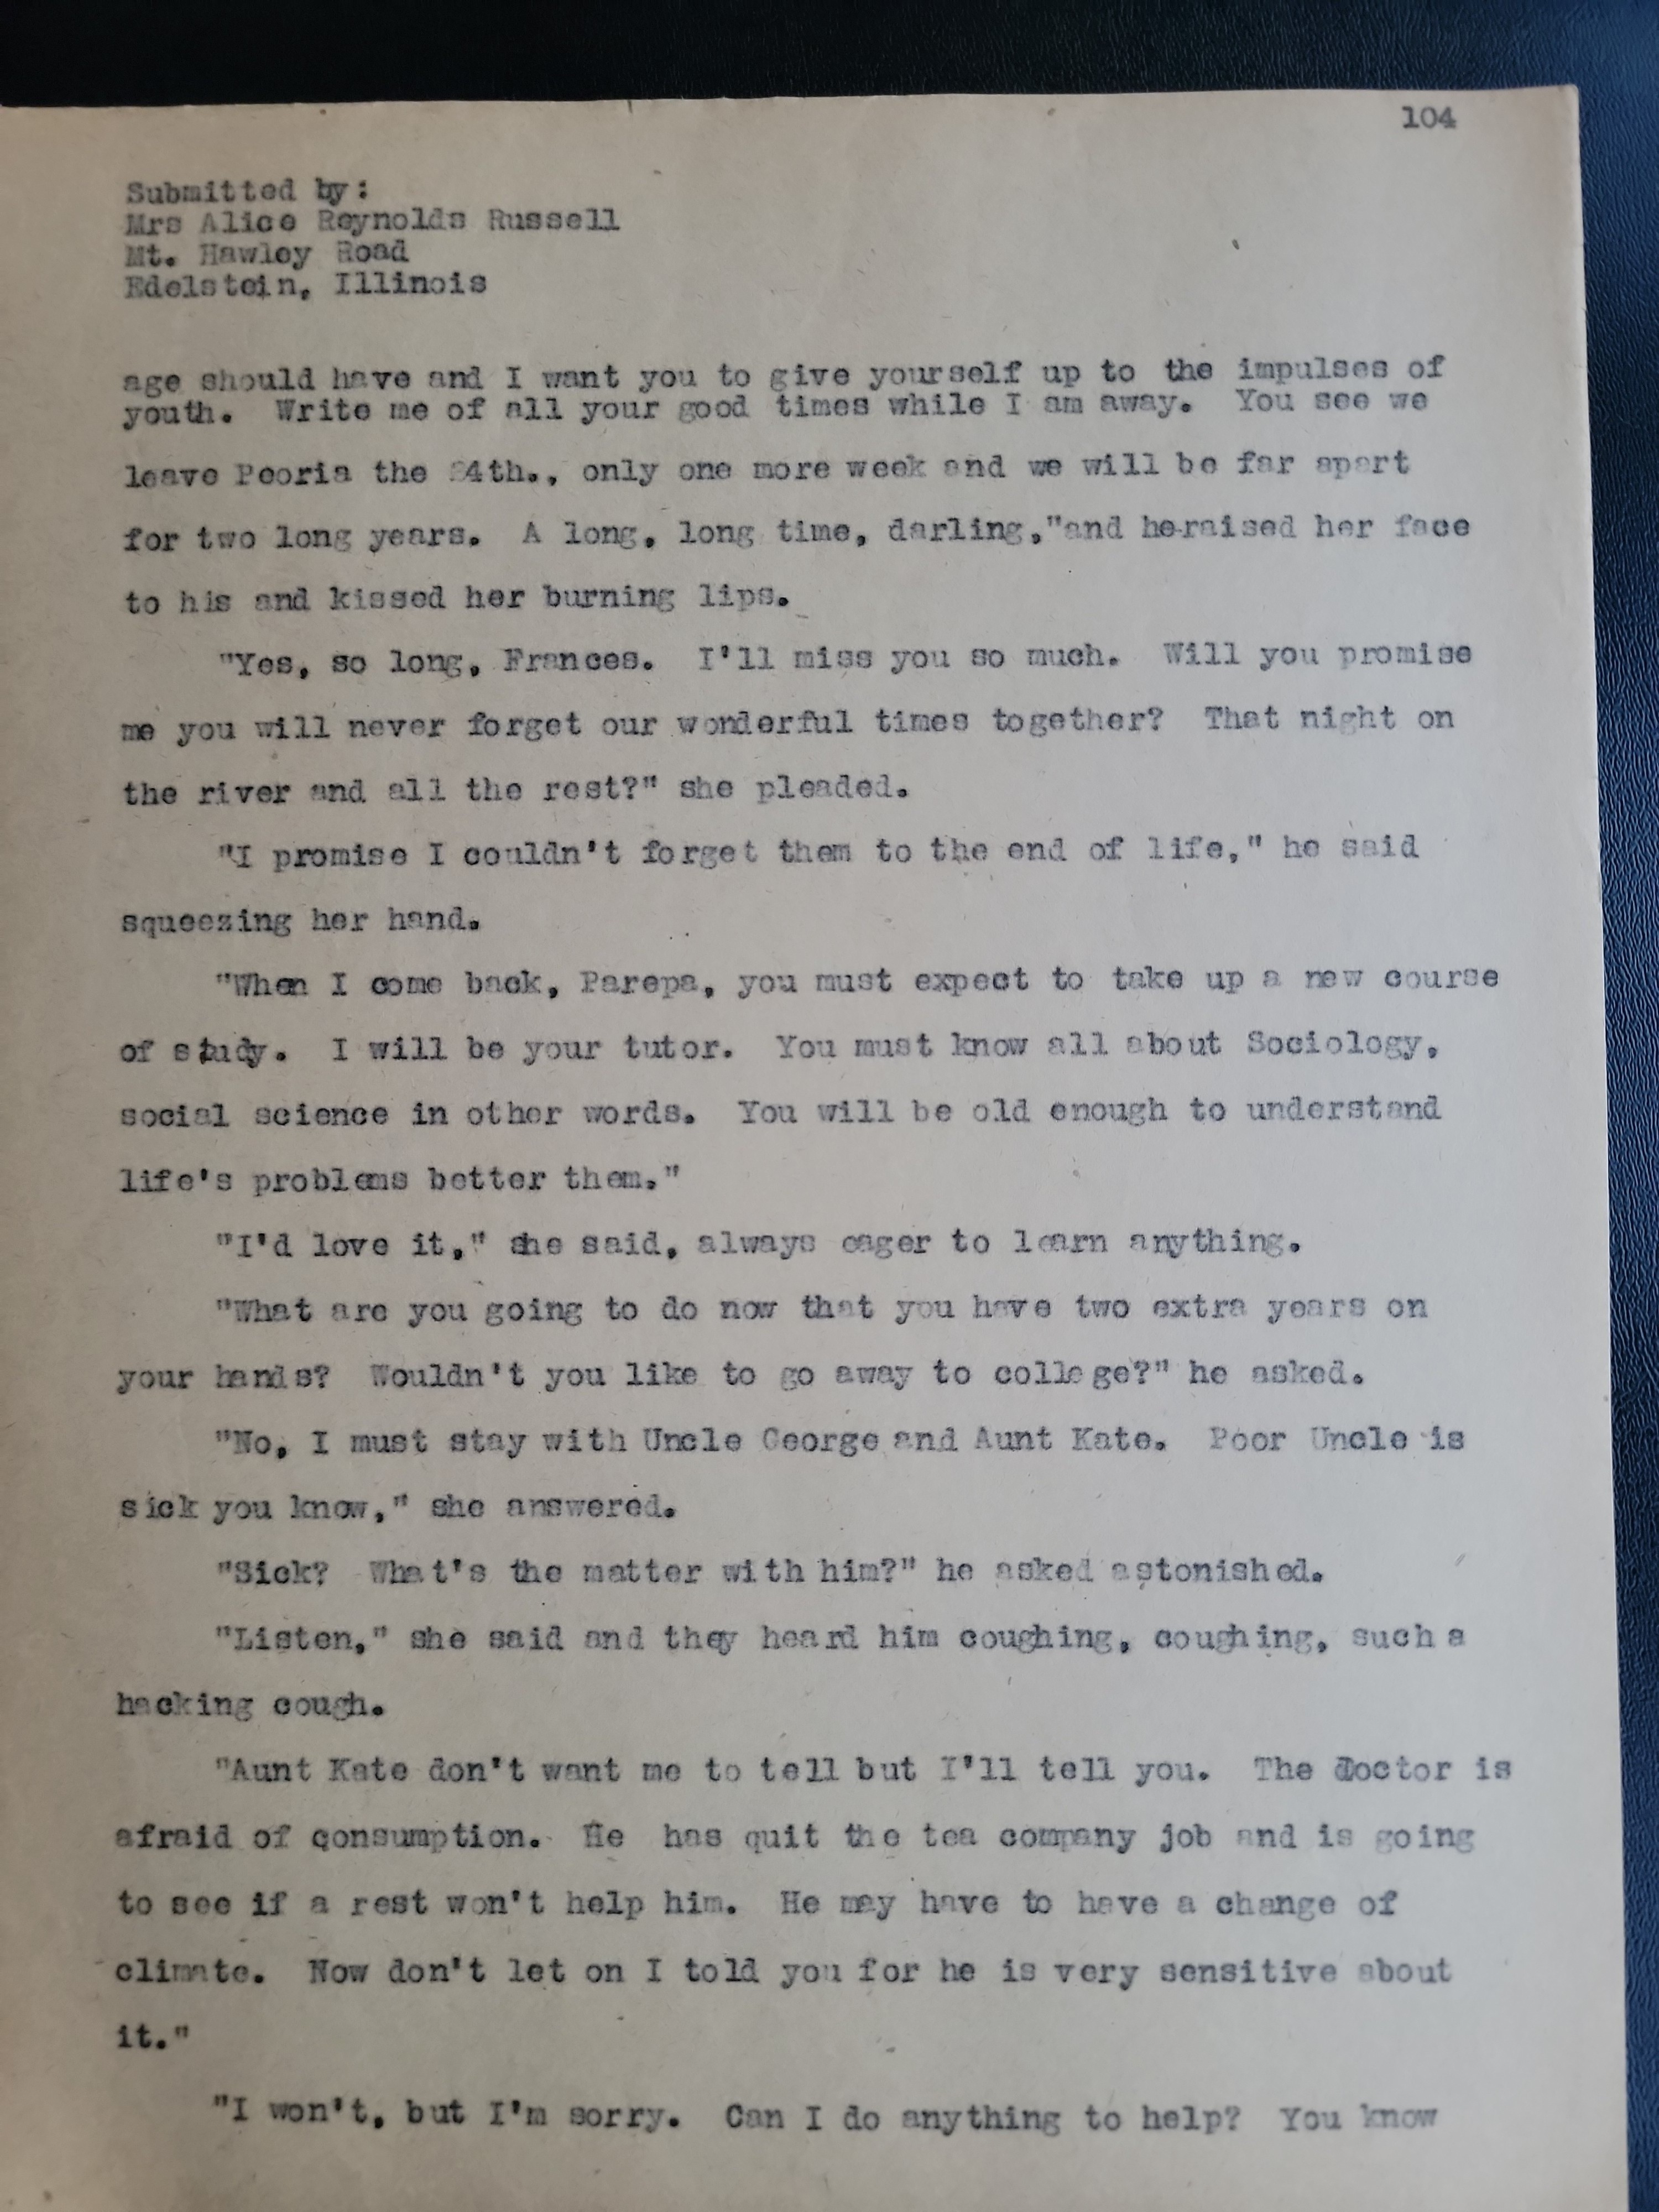 104
Submitted by:
Mrs Alice Reynolds Russell
Mt. Hawley Road
Edelstein, Illinois
age should have and I want you to give yourself up to the impulses of
youth. Write me of all your good times while I am away. You see we
leave Peoria the 24th., only one more week and we will be far apart
for two long years. A long, long time, darling,"and he raised her face
to his and kissed her burning lips.
"Yes, so long, Frances. I'll miss you so much. Will you promise
me you will never forget our wonderful times together? That night on
the river and all the rest?" she pleaded.
"I promise I couldn't forget them to the end of life," he said
squeezing her hand.
"When I come back, Parepa, you must expect to take up a new course
of study. I will be your tutor. You must know all about Sociology,
social science in other words. You will be old enough to understand
life's problems better them."
"I'd love it," she said, always eager to learn anything.
"What are you going to do now that you have two extra years on
your hands? Wouldn't you like to go away to college?" he asked.
"No, I must stay with Uncle George and Aunt Kate. Poor Uncle is
sick you know," she answered.
"Sick? What's the matter with him?" he asked astonished.
"Listen," she said and they heard him coughing, coughing, such a
hacking cough.
"Aunt Kate don't want me to tell but I'll tell you. The doctor is
afraid of consumption. He has quit the tea company job and is going
to see if a rest won't help him. He may have to have a change of
climate. Now don't let on I told you for he is very sensitive about
it."
"I won't, but I'm sorry. Can I do anything to help? You know